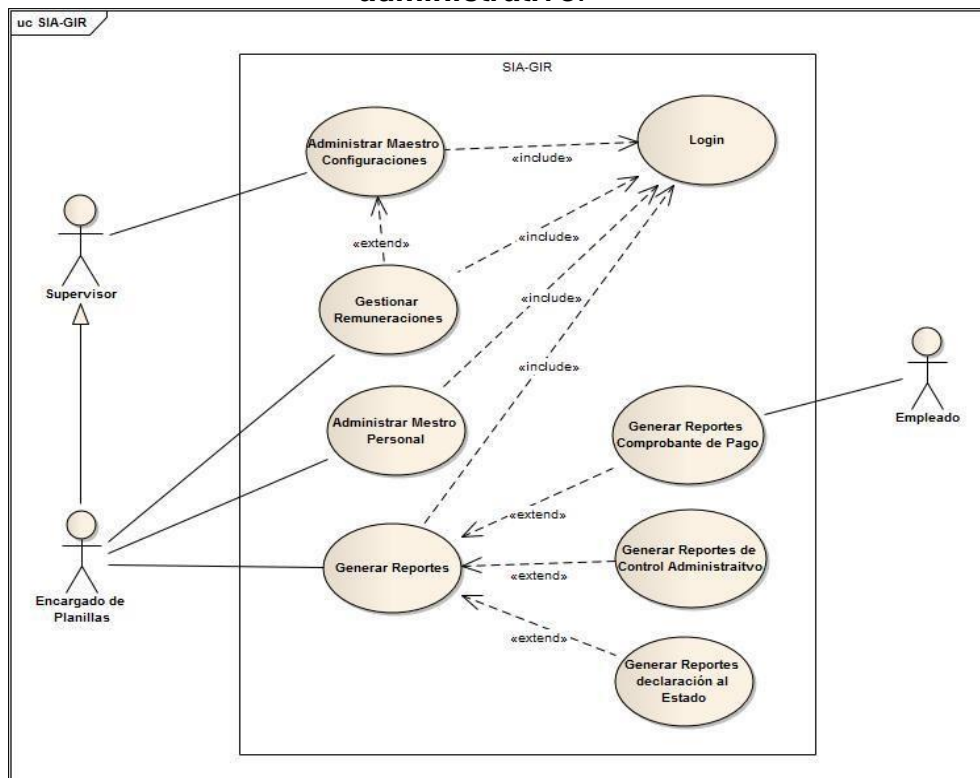 administrativo.
uc SIA-GIR
SIA-GIR
Administrar Maestro
Configuraciones
«include»
Login
«extend»
«include»
Supervisor
Gestionar
Remuneraciones
«include»
«include»
Administrar Mestro
Personal
Generar Reportes
Comprobante de Pago
Empleado
«extend»
Generar Reportes
Generar Reportes de
Control Administraitvo
«extend»
Encargado de
Planillas
«extend»
Generar Reportes
declaración al
Estado